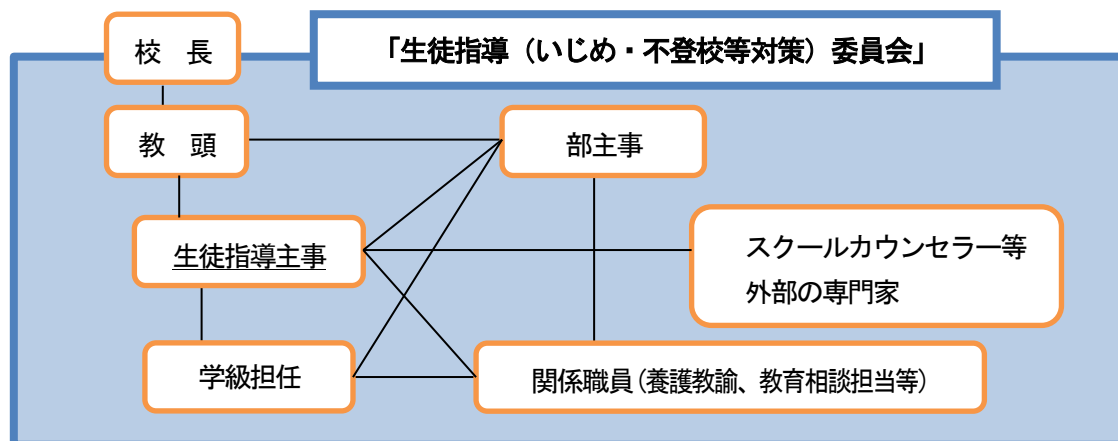 校　長
「生徒指導（いじめ・不登校等対策）委員会」
教　頭
部主事
生徒指導主事
スクールカウンセラー等
外部の専門家
学級担任
関係職員（養護教諭、教育相談担当等）